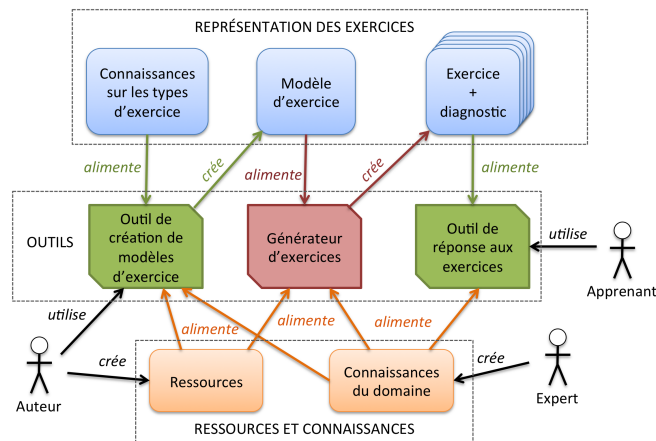 REPRÉSENTATION DES EXERCICES
Connaissances
sur les types
d'exercice
Modèle
d'exercice
Exercice
+
diagnostic
alimente
crée
alimente
crée
alimente
OUTILS
Outil de
création de
modèles
d'exercice
Générateur
d'exercices
Outil de
réponse aux
exercices
utilise
Apprenant
utilise
alimente
alimente
alimente
Auteur
crée
Ressources
Connaissances
du domaine
crée
Expert
RESSOURCES ET CONNAISSANCES